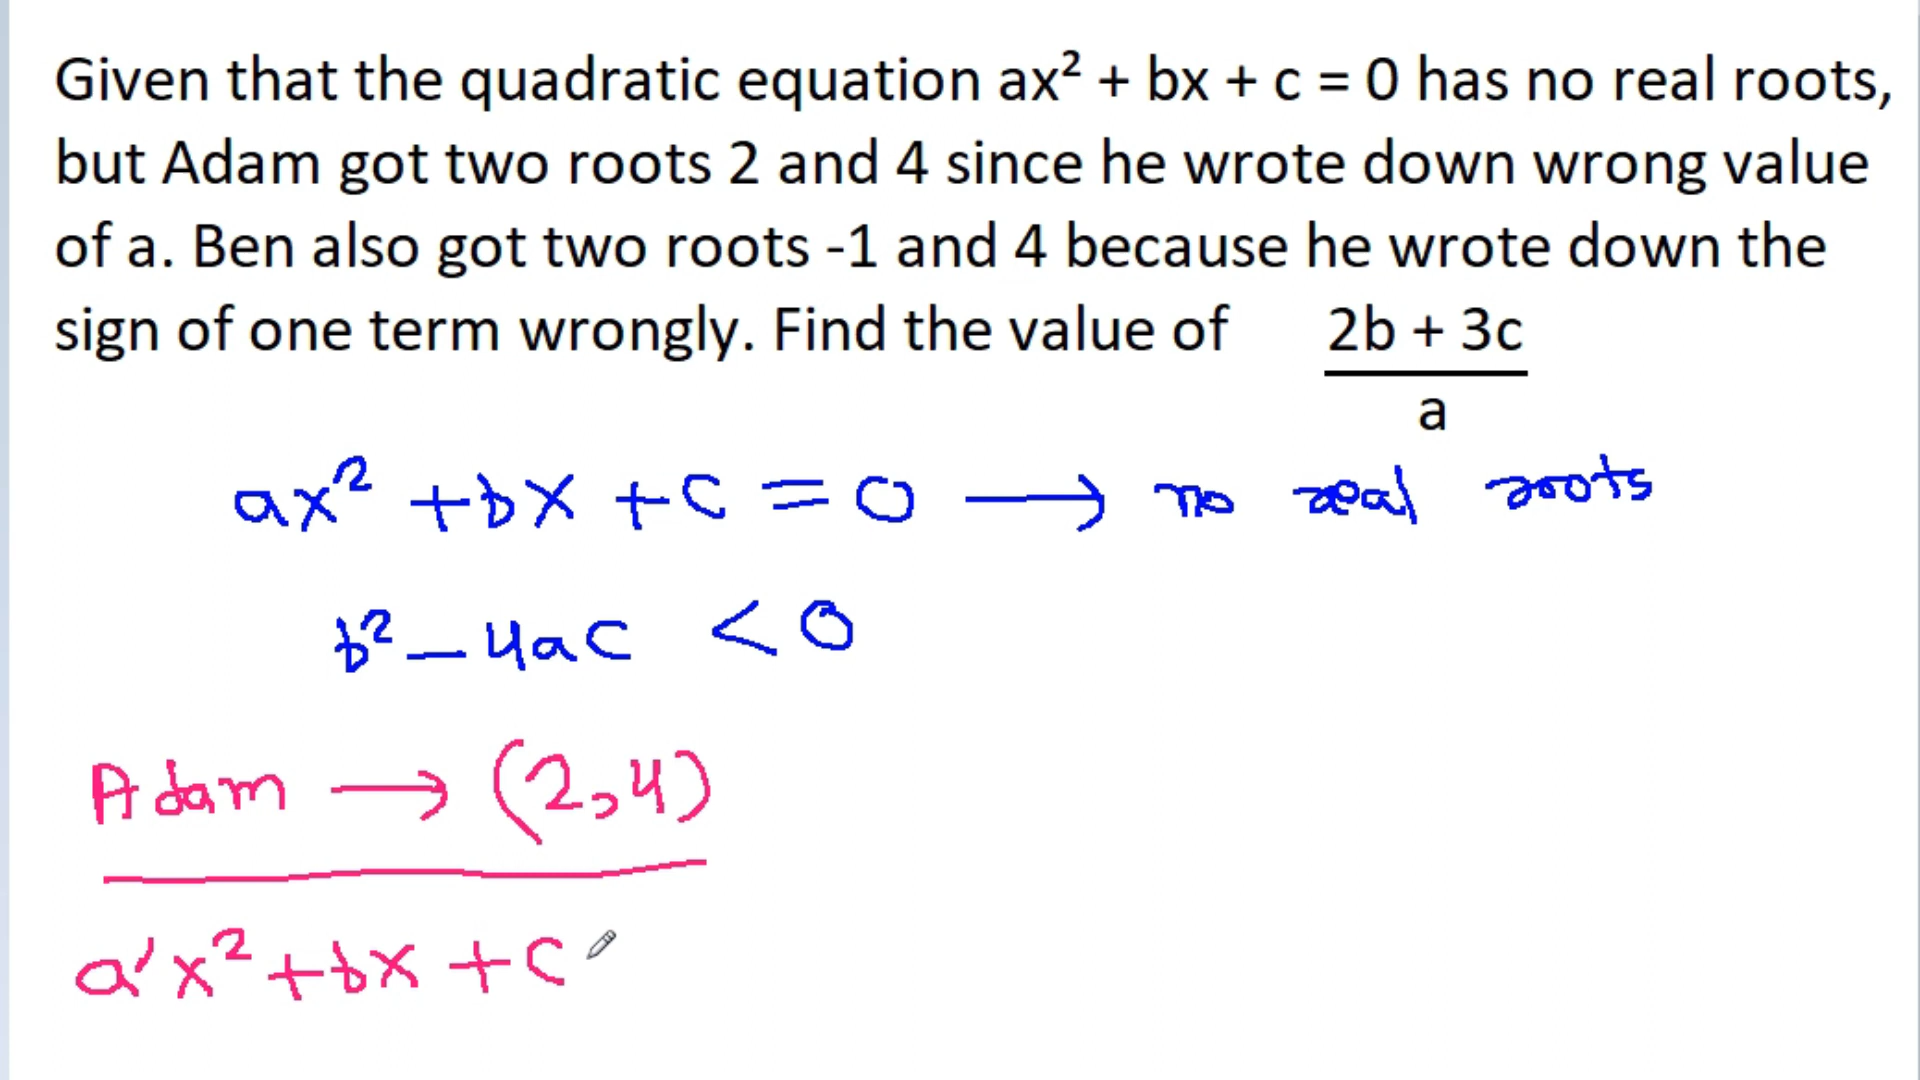 Given that the quadratic equation ax² + bx + c = 0 has no real roots,
but Adam got two roots 2 and 4 since he wrote down wrong value
of a. Ben also got two roots -1 and 4 because he wrote down the
sign of one term wrongly. Find the value of 2b + 3c
a
ax² + bx + c = 0 → no real roots
b² - 4ac < 0
Adam → (2,4)
a'x² + bx + c